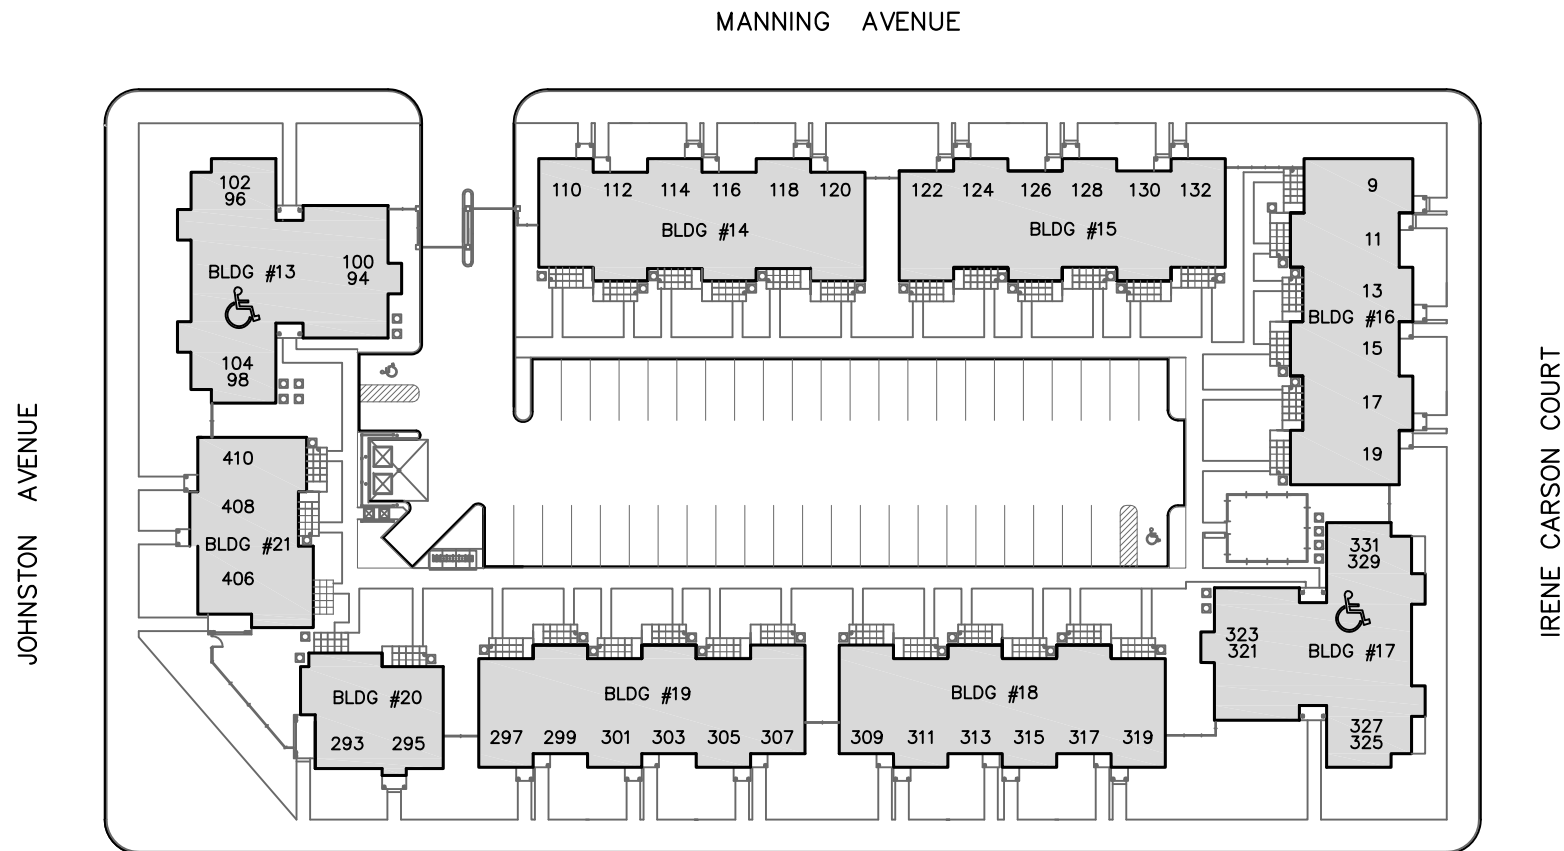 MANNING AVENUE
JOHNSTON AVENUE
IRENE CARSON COURT
102
96
100
94
BLDG #13
104
98
110 112 114 116 118 120
BLDG #14
122 124 126 128 130 132
BLDG #15
9
11
13
BLDG #16
15
17
19
410
408
BLDG #21
406
331
329
323
321
BLDG #17
327
325
BLDG #20
293 295
BLDG #19
297 299 301 303 305 307
BLDG #18
309 311 313 315 317 319